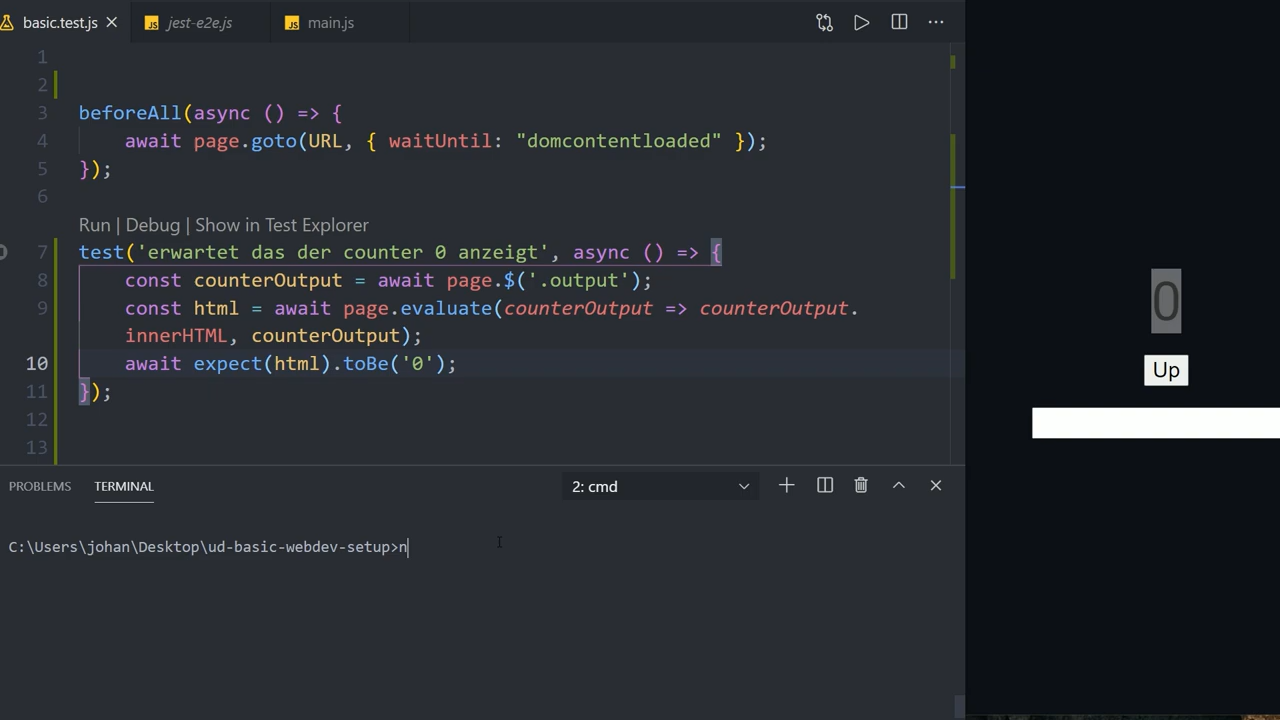 basic.test.js
JS jest-e2e.js
JS main.js
1
2
3 beforeAll(async () => {
4 await page.goto(URL, { waitUntil: "domcontentloaded" });
5 });
6
Run | Debug | Show in Test Explorer
7 test('erwartet das der counter 0 anzeigt', async () => {
8 const counterOutput = await page.$('.output');
9 const html = await page.evaluate(counterOutput => counterOutput.
innerHTML, counterOutput);
10 await expect(html).toBe('0');
11 });
12
13
0
Up
PROBLEMS TERMINAL 2: cmd
C:\Users\johan\Desktop\ud-basic-webdev-setup>n